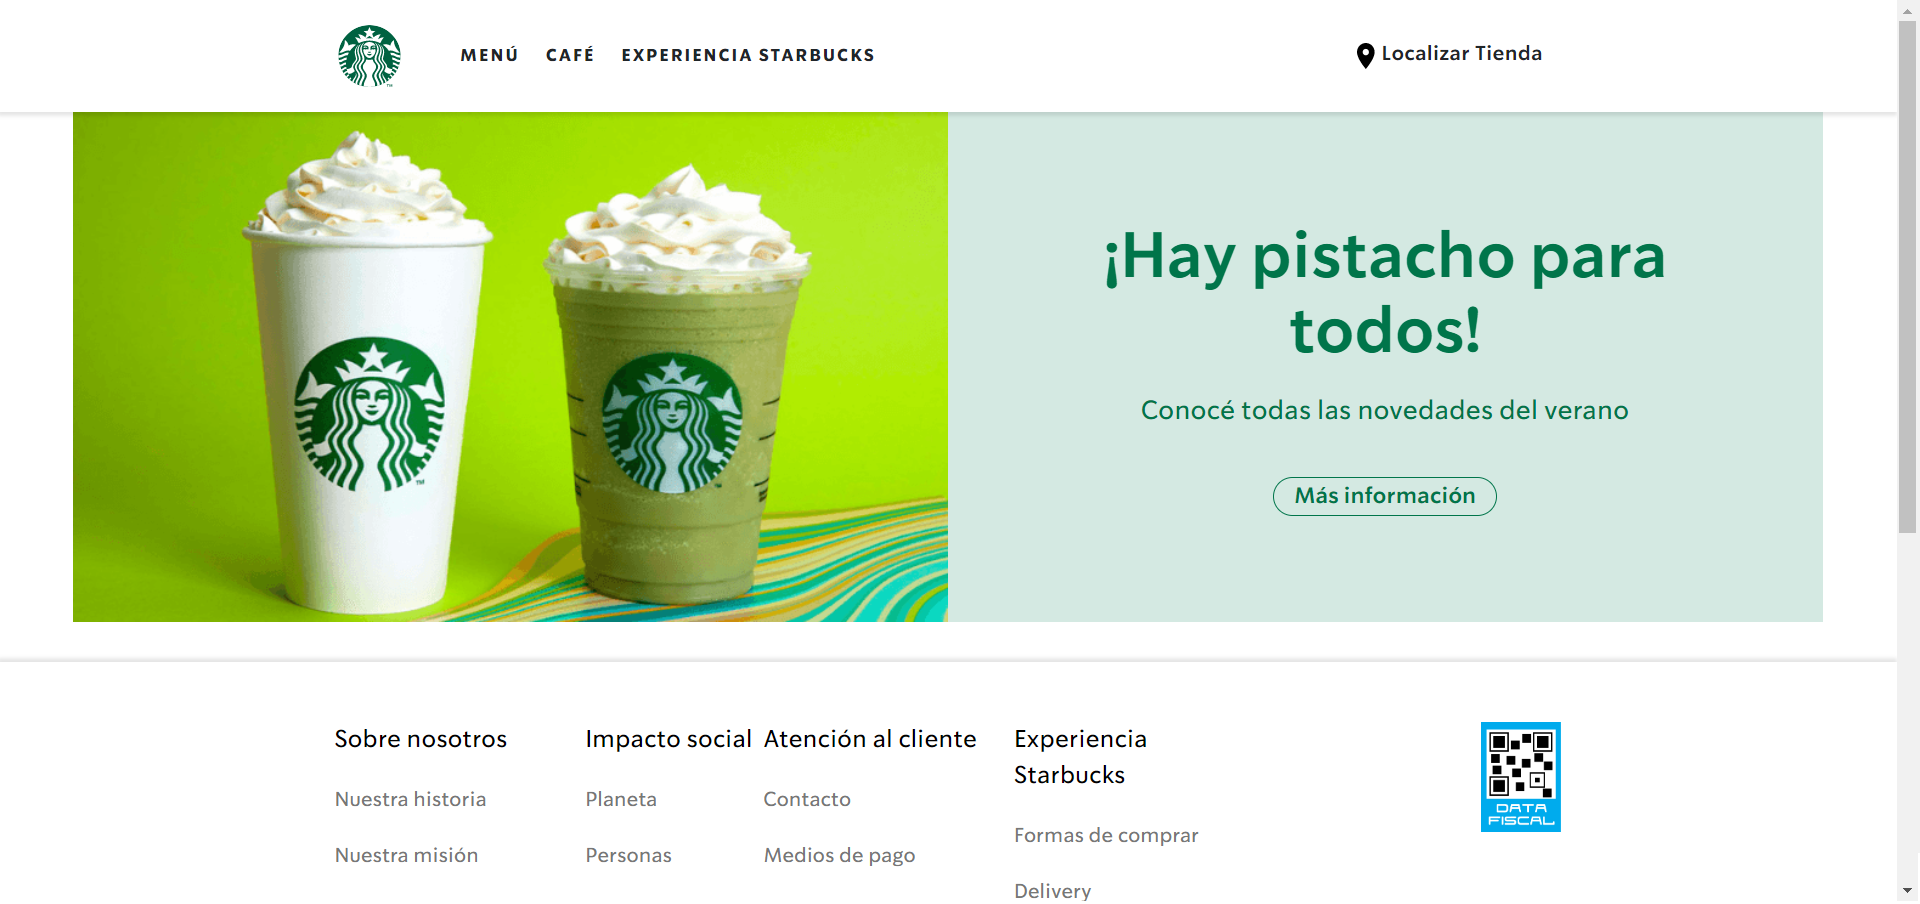 MENÚ CAFÉ EXPERIENCIA STARBUCKS
Localizar Tienda
¡Hay pistacho para
todos!
Conocé todas las novedades del verano
Más información
Sobre nosotros
Nuestra historia
Nuestra misión
Impacto social
Planeta
Personas
Atención al cliente
Contacto
Medios de pago
Experiencia
Starbucks
Formas de comprar
Delivery
DATA
FISCAL